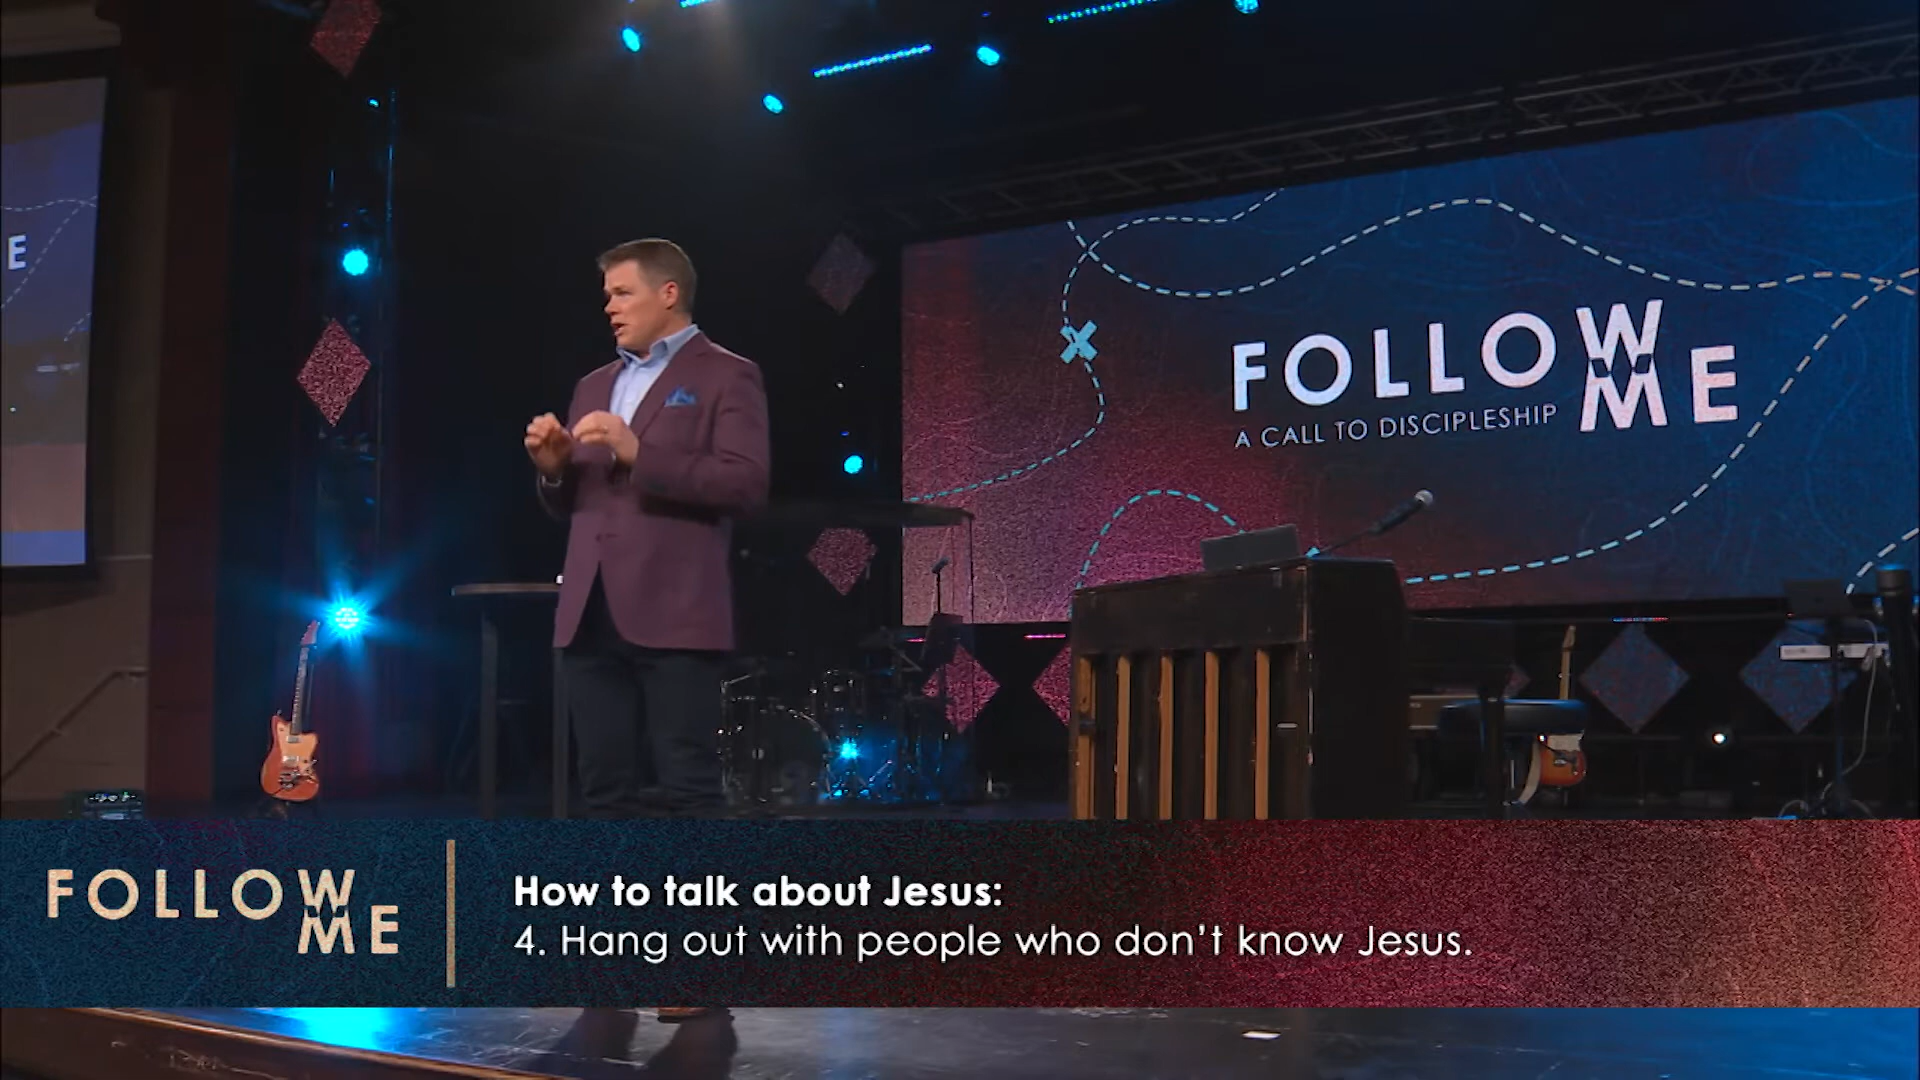 E
FOLLOW
ME
A CALL TO DISCIPLESHIP
FOLLOW
ME
How to talk about Jesus:
4. Hang out with people who don't know Jesus.